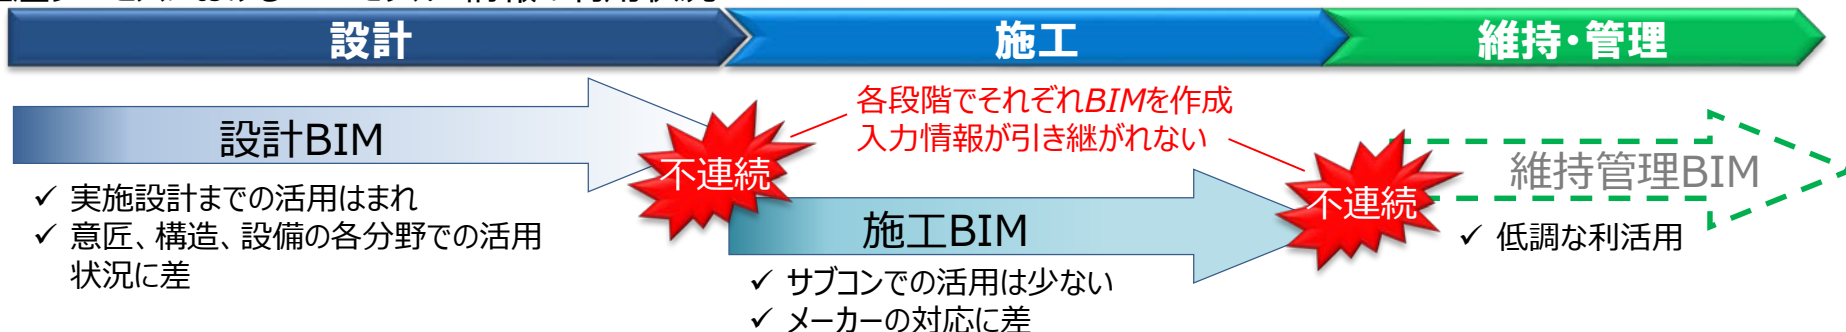 設計
施工
維持・管理
設計BIM
不連続
各段階でそれぞれBIMを作成
入力情報が引き継がれない
不連続
維持管理BIM
✓ 実施設計までの活用はまれ
✓ 意匠、構造、設備の各分野での活用
状況に差
施工BIM
✓ サブコンでの活用は少ない
✓ メーカーの対応に差
✓ 低調な利活用